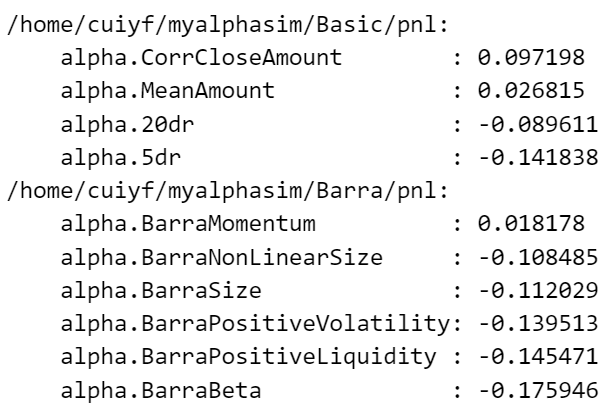 /home/cuiyf/myalphasim/Basic/pnl:
    alpha.CorrCloseAmount        : 0.097198
    alpha.MeanAmount             : 0.026815
    alpha.20dr                   : -0.089611
    alpha.5dr                    : -0.141838
/home/cuiyf/myalphasim/Barra/pnl:
    alpha.BarraMomentum          : 0.018178
    alpha.BarraNonLinearSize     : -0.108485
    alpha.BarraSize              : -0.112029
    alpha.BarraPositiveVolatility: -0.139513
    alpha.BarraPositiveLiquidity : -0.145471
    alpha.BarraBeta              : -0.175946